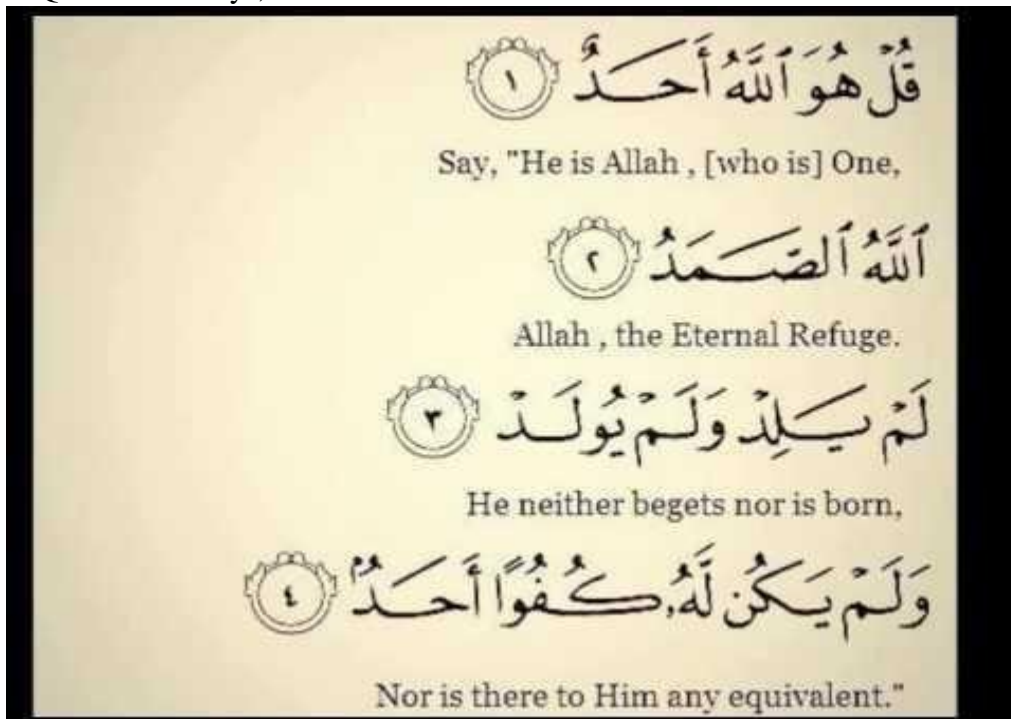 قُلْ هُوَ ٱللَّهُ أَحَدٌ ١
Say, "He is Allah , [who is] One,
ٱللَّهُ ٱلصَّمَدُ ٢
Allah , the Eternal Refuge.
لَمْ يَلِدْ وَلَمْ يُولَدْ ٣
He neither begets nor is born,
وَلَمْ يَكُن لَّهُۥ كُفُوًا أَحَدٌۢ ٤
Nor is there to Him any equivalent."